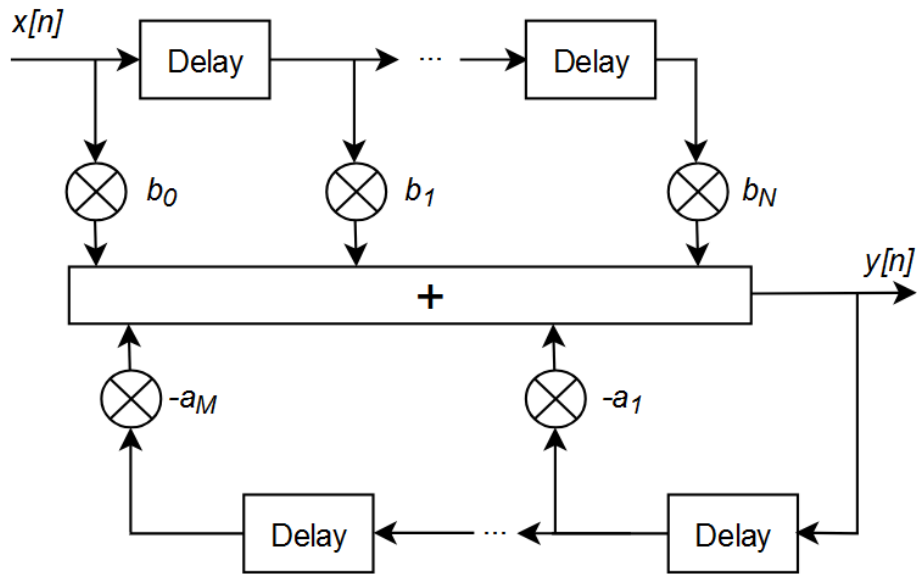 x[n]
Delay
...
Delay
b0
b1
bN
y[n]
+
-aM
-a1
Delay
...
Delay